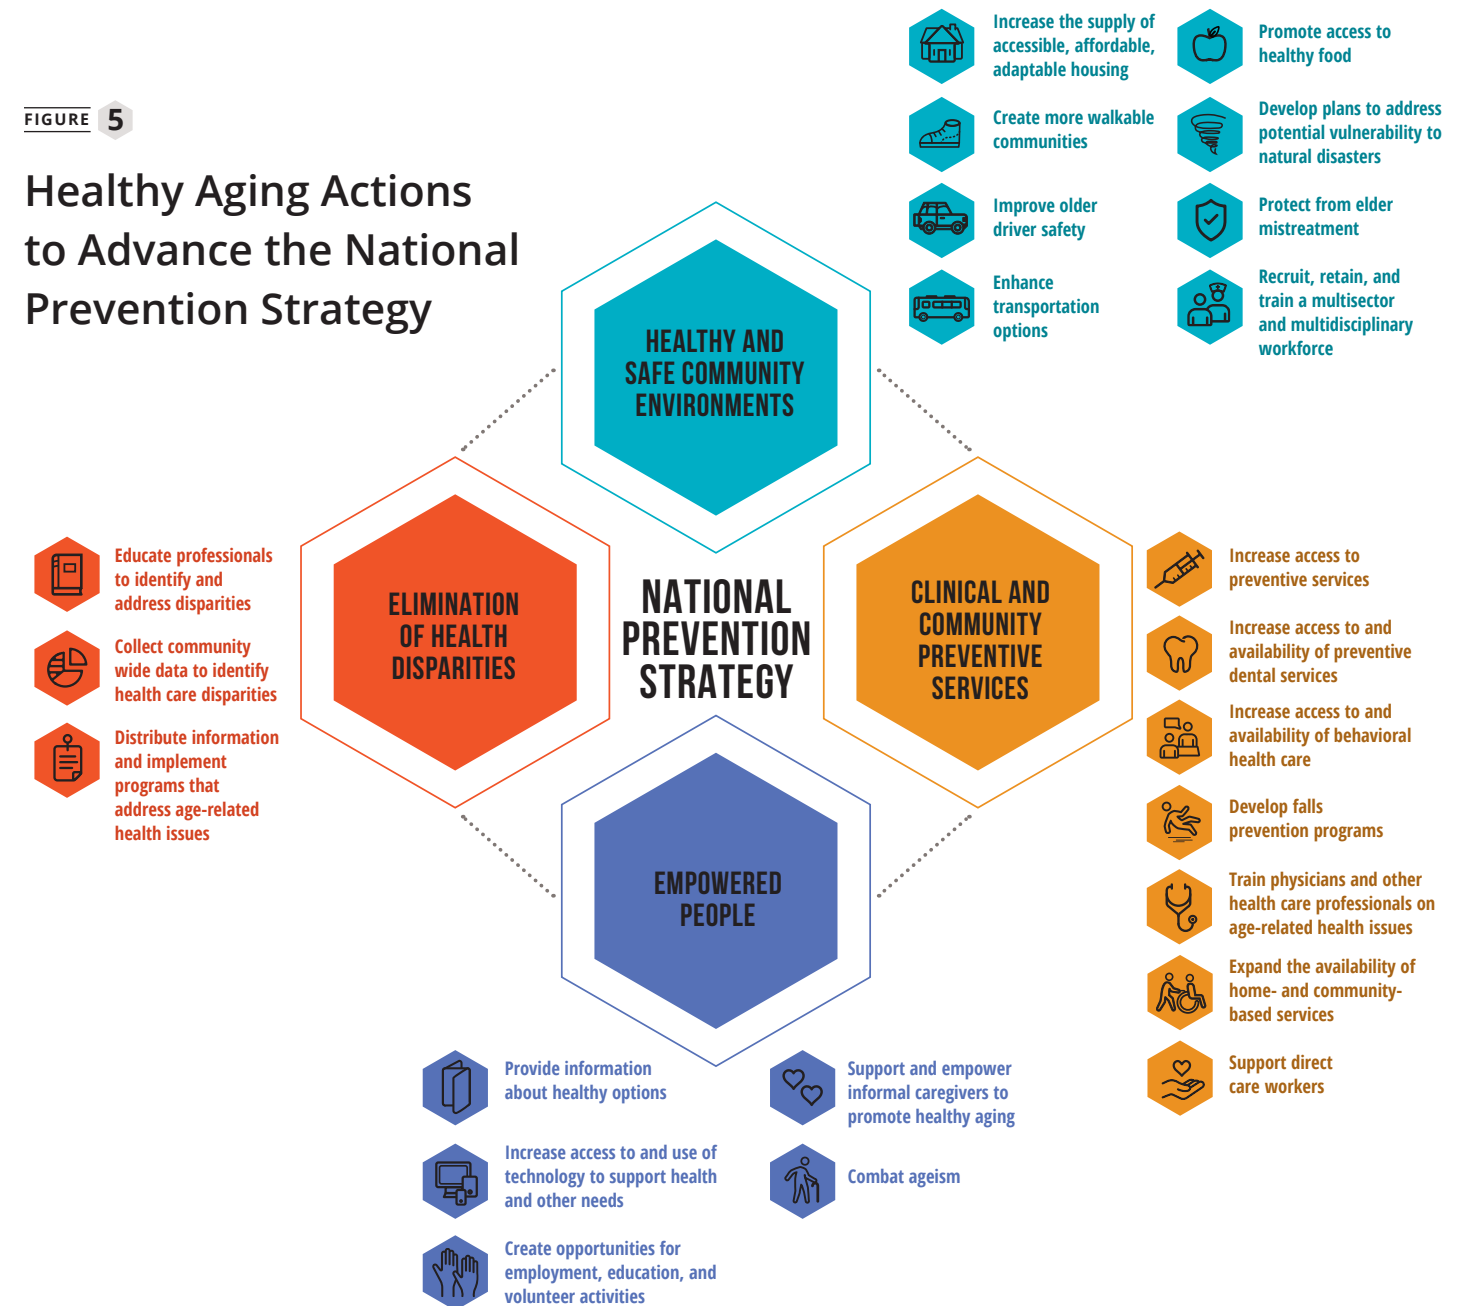 FIGURE 5
Healthy Aging Actions
to Advance the National
Prevention Strategy
Increase the supply of
accessible, affordable,
adaptable housing
Create more walkable
communities
Improve older
driver safety
Enhance
transportation
options
Promote access to
healthy food
Develop plans to address
potential vulnerability to
natural disasters
Protect from elder
mistreatment
Recruit, retain, and
train a multisector
and multidisciplinary
workforce
HEALTHY AND
SAFE COMMUNITY
ENVIRONMENTS
ELIMINATION
OF HEALTH
DISPARITIES
NATIONAL
PREVENTION
STRATEGY
CLINICAL AND
COMMUNITY
PREVENTIVE
SERVICES
EMPOWERED
PEOPLE
Educate professionals
to identify and
address disparities
Collect community
wide data to identify
health care disparities
Distribute information
and implement
programs that
address age-related
health issues
Increase access to
preventive services
Increase access to and
availability of preventive
dental services
Increase access to and
availability of behavioral
health care
Develop falls
prevention programs
Train physicians and other
health care professionals on
age-related health issues
Expand the availability of
home- and community-
based services
Support direct
care workers
Provide information
about healthy options
Increase access to and use of
technology to support health
and other needs
Create opportunities for
employment, education, and
volunteer activities
Support and empower
informal caregivers to
promote healthy aging
Combat ageism